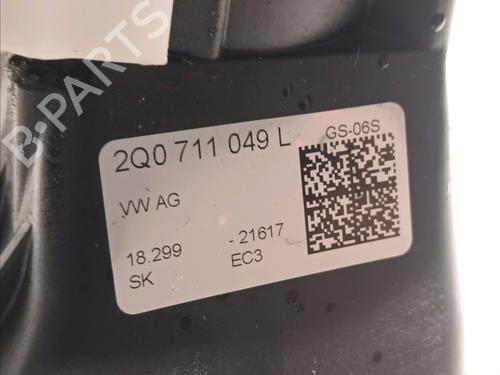 B-PARTS
2Q0 711 049 L
GS-06S
VW AG
18.299 - 21617
SK EC3